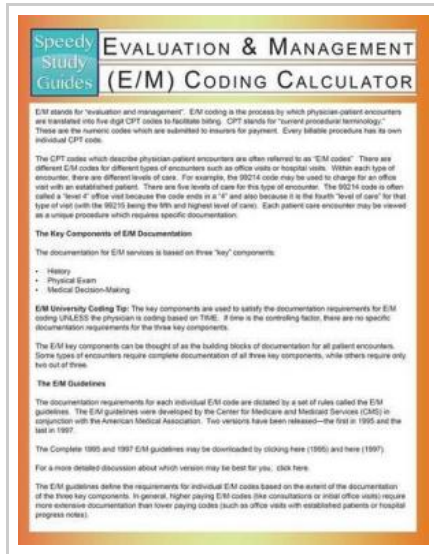 Speedy
Study
Guides
EVALUATION & MANAGEMENT
(E/M) CODING CALCULATOR
E/M stands for "evaluation and management". E/M coding is the process by which physician-patient encounters
are translated into five digit CPT codes to facilitate billing. CPT stands for "current procedural terminology."
These are the numeric codes which are submitted to insurers for payment. Every billable procedure has its own
individual CPT code.
The CPT codes which describe physician-patient encounters are often referred to as "E/M codes" There are
different E/M codes for different types of encounters such as office visits or hospital visits. Within each type of
encounter, there are different levels of care. For example, the 99214 code may be used to charge for an office
visit with an established patient. There are five levels of care for this type of encounter. The 99214 code is often
called a "level 4" office visit because the code ends in a "4" and also because it is the fourth "level of care" for that
type of visit (with the 99215 being the fifth and highest level of care). Each patient care encounter may be viewed
as a unique procedure which requires specific documentation.
The Key Components of E/M Documentation
The documentation for E/M services is based on three "key" components:
• History
• Physical Exam
• Medical Decision-Making
E/M University Coding Tip: The key components are used to satisfy the documentation requirements for E/M
coding UNLESS the physician is coding based on TIME. If time is the controlling factor, there are no specific
documentation requirements for the three key components.
The E/M key components can be thought of as the building blocks of documentation for all patient encounters.
Some types of encounters require complete documentation of all three key components, while others require only
two out of three.
The E/M Guidelines
The documentation requirements for each individual E/M code are dictated by a set of rules called the E/M
guidelines. The E/M guidelines were developed by the Center for Medicare and Medicaid Services (CMS) in
conjunction with the American Medical Association. Two versions have been released—the first in 1995 and the
last in 1997.
The Complete 1995 and 1997 E/M guidelines may be downloaded by clicking here (1995) and here (1997).
For a more detailed discussion about which version may be best for you, click here.
The E/M guidelines define the requirements for individual E/M codes based on the extent of the documentation
of the three key components. In general, higher paying E/M codes (like consultations or initial office visits) require
more extensive documentation than lower paying codes (such as office visits with established patients or hospital
progress notes).